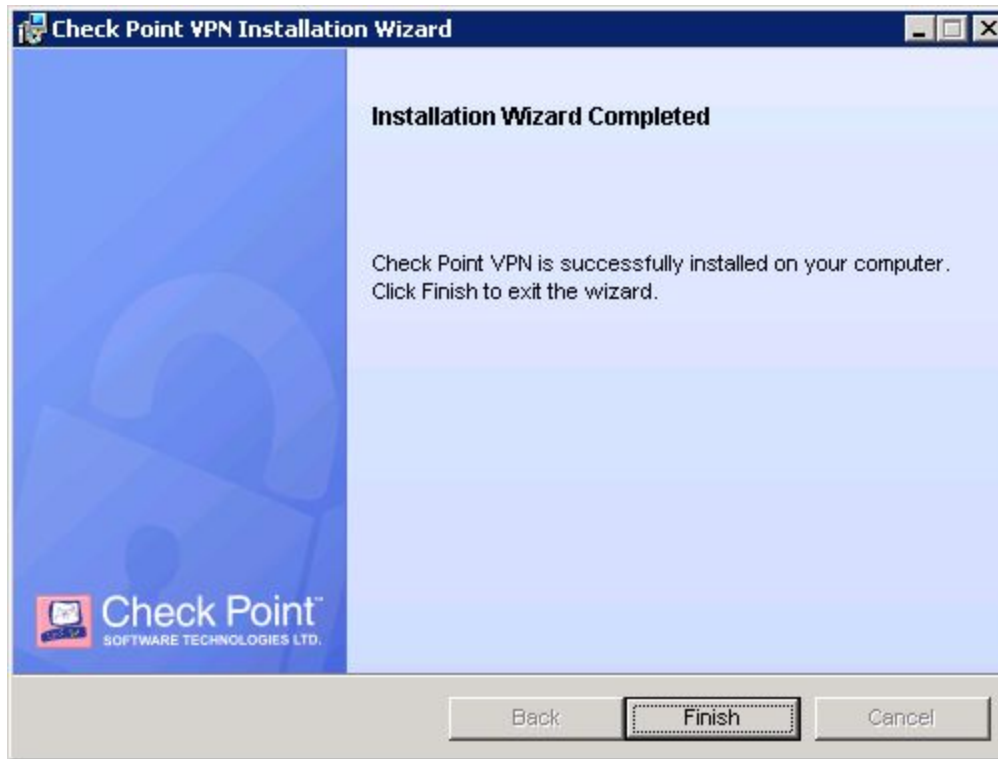 Check Point VPN Installation Wizard
Installation Wizard Completed
Check Point VPN is successfully installed on your computer.
Click Finish to exit the wizard.
Check Point™
SOFTWARE TECHNOLOGIES LTD.
Back Finish Cancel